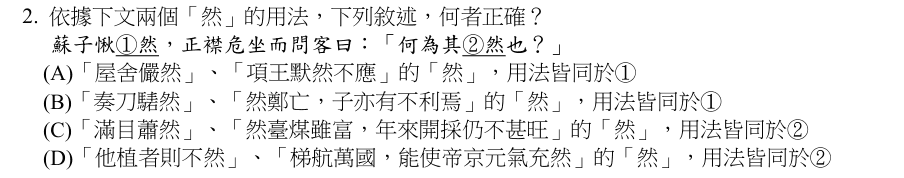 2. 依據下文兩個「然」的用法，下列敘述，何者正確？
蘇子愀①然，正襟危坐而問客曰：「何為其②然也？」
(A)「屋舍儼然」、「項王默然不應」的「然」，用法皆同於①
(B)「奏刀騞然」、「然鄭亡，子亦有不利焉」的「然」，用法皆同於①
(C)「滿目蕭然」、「然臺煤雖富，年來開採仍不甚旺」的「然」，用法皆同於②
(D)「他植者則不然」、「梯航萬國，能使帝京元氣充然」的「然」，用法皆同於②